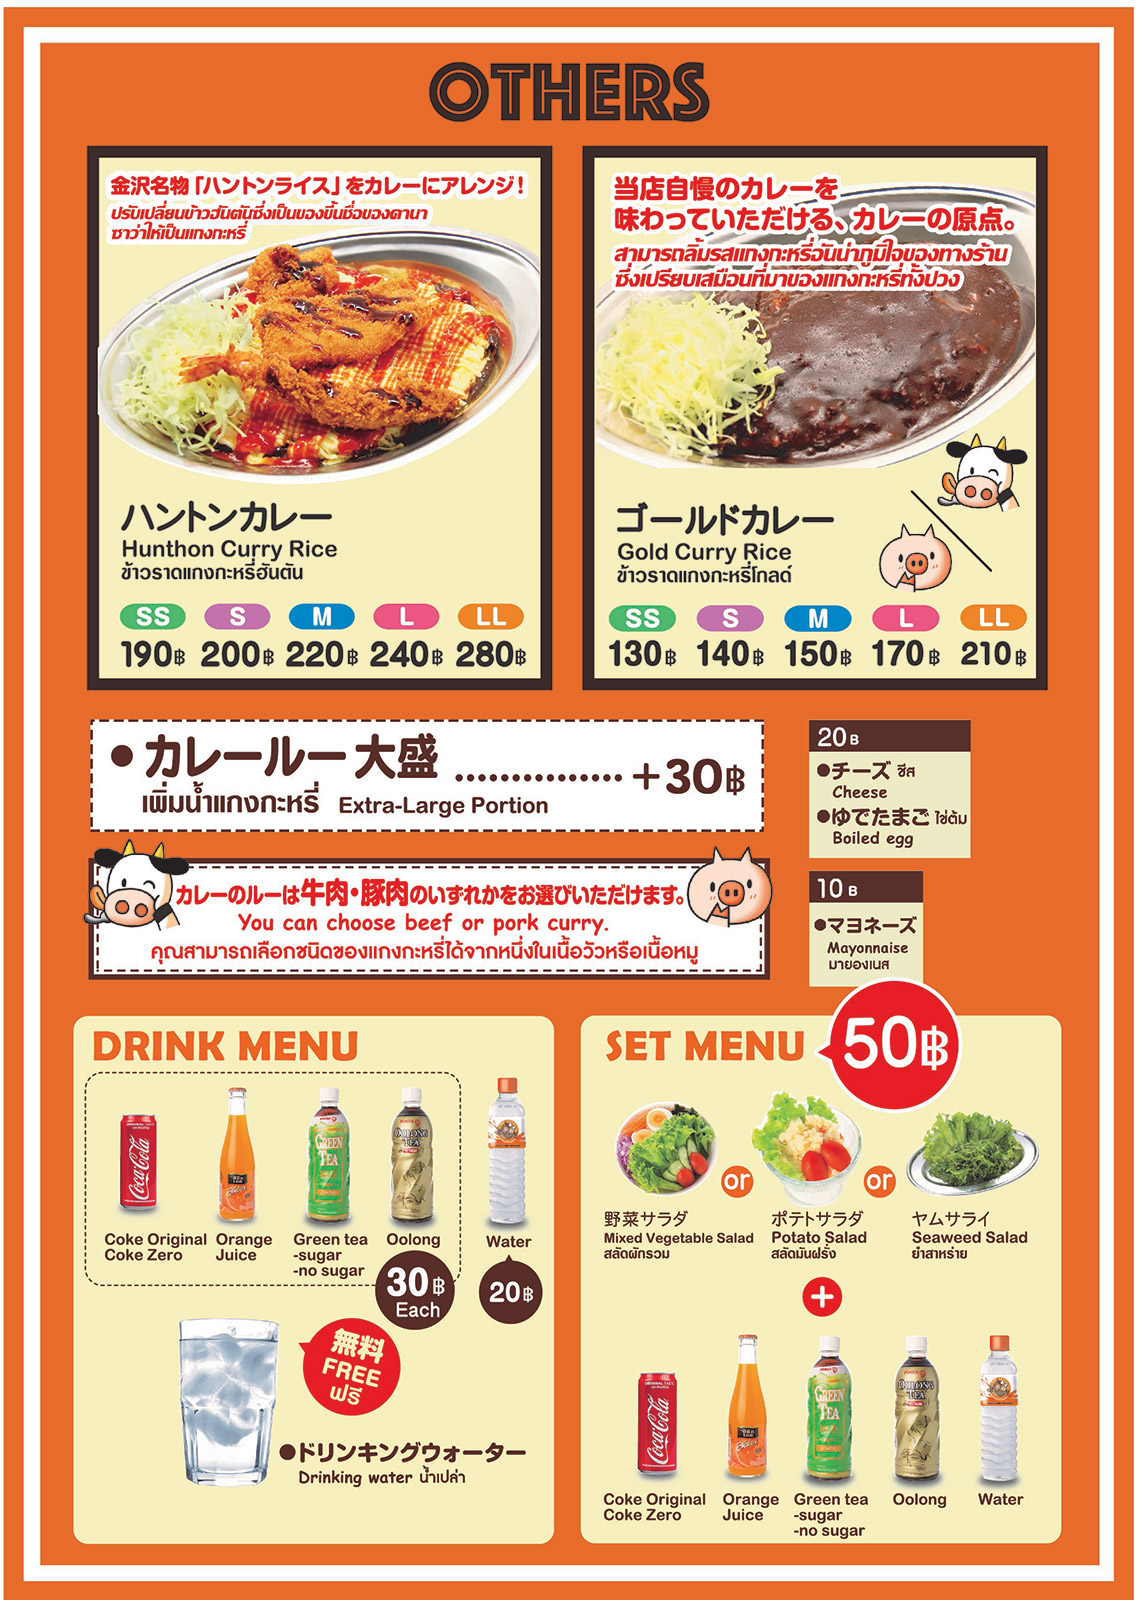 OTHERS
金沢名物「ハントンライス」をカレーにアレンジ！
ปรับเปลี่ยนข้าวฮันตันซึ่งเป็นของขึ้นชื่อของคานา
ซาว่าให้เป็นแกงกะหรี่
ハントンカレー
Hunthon Curry Rice
ข้าวราดแกงกะหรี่ฮันตัน
SS S M L LL
190฿ 200฿ 220฿ 240฿ 280฿
当店自慢のカレーを
味わっていただける、カレーの原点。
สามารถลิ้มรสแกงกะหรี่อันน่าภูมิใจของทางร้าน
ซึ่งเปรียบเสมือนที่มาของแกงกะหรี่ทั้งปวง
ゴールドカレー
Gold Curry Rice
ข้าวราดแกงกะหรี่โกลด์
SS S M L LL
130฿ 140฿ 150฿ 170฿ 210฿
●カレールー 大盛 ............... +30฿
เพิ่มน้ำแกงกะหรี่ Extra-Large Portion
20฿
●チーズ ชีส
Cheese
●ゆでたまご ไข่ต้ม
Boiled egg
カレーのルーは牛肉・豚肉のいずれかをお選びいただけます。
You can choose beef or pork curry.
คุณสามารถเลือกชนิดของแกงกะหรี่ได้จากหนึ่งในเนื้อวัวหรือเนื้อหมู
10฿
●マヨネーズ
Mayonnaise
มายองเนส
DRINK MENU
Coca-Cola
GREEN TEA
OOLONG TEA
Coke Original
Coke Zero
Orange
Juice
Green tea
-sugar
-no sugar
Oolong
Water
30฿
Each
20฿
無料
FREE
ฟรี
●ドリンキングウォーター
Drinking water น้ำเปล่า
SET MENU 50฿
or
or
野菜サラダ
Mixed Vegetable Salad
สลัดผักรวม
ポテトサラダ
Potato Salad
สลัดมันฝรั่ง
ヤムサライ
Seaweed Salad
ยำสาหร่าย
+
Coca-Cola
GREEN TEA
OOLONG TEA
Coke Original
Coke Zero
Orange
Juice
Green tea
-sugar
-no sugar
Oolong
Water